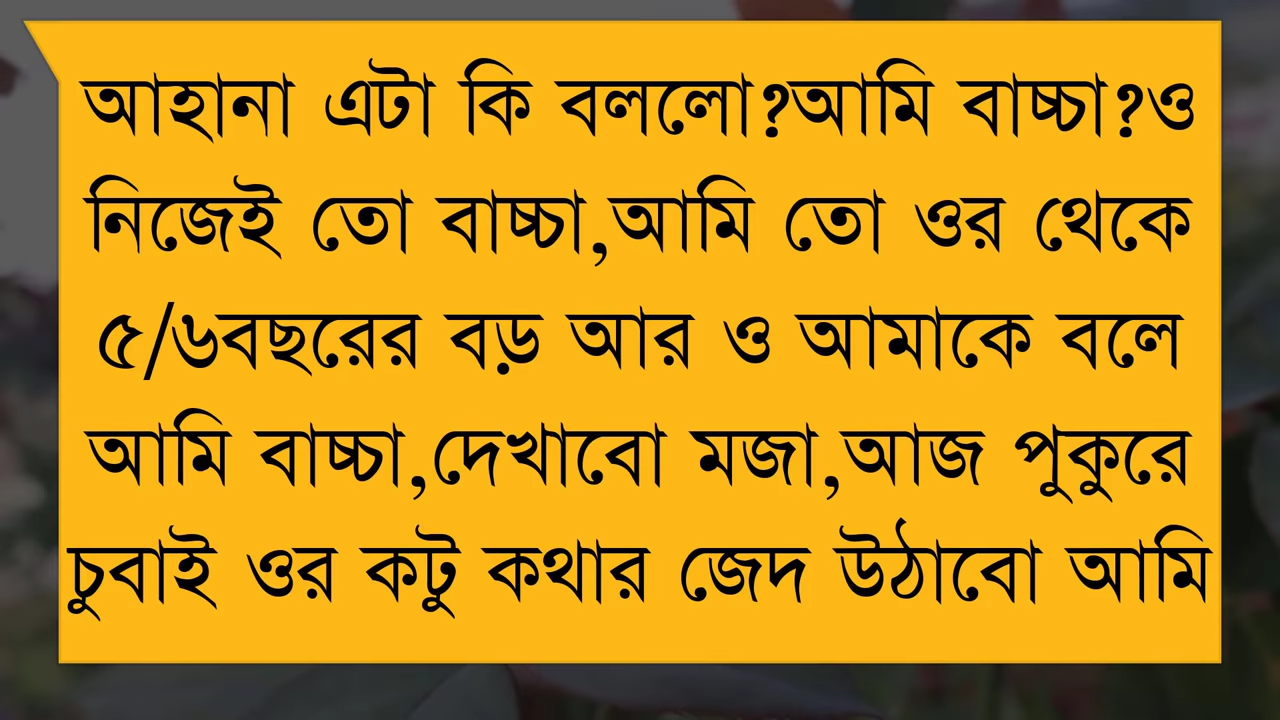 আহানা এটা কি বললো?আমি বাচ্চা?ও
নিজেই তো বাচ্চা,আমি তো ওর থেকে
৫/৬বছরের বড় আর ও আমাকে বলে
আমি বাচ্চা,দেখাবো মজা,আজ পুকুরে
চুবাই ওর কটু কথার জেদ উঠাবো আমি